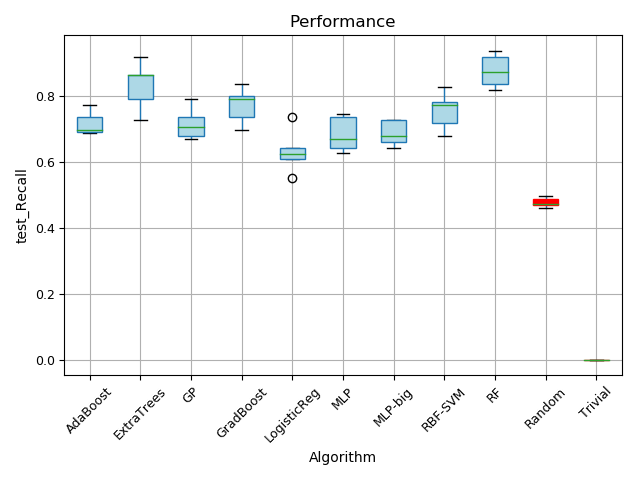 Performance
test_Recall
0.8
0.6
0.4
0.2
0.0
AdaBoost
ExtraTrees
GP
GradBoost
LogisticReg
MLP
MLP-big
RBF-SVM
RF
Random
Trivial
Algorithm